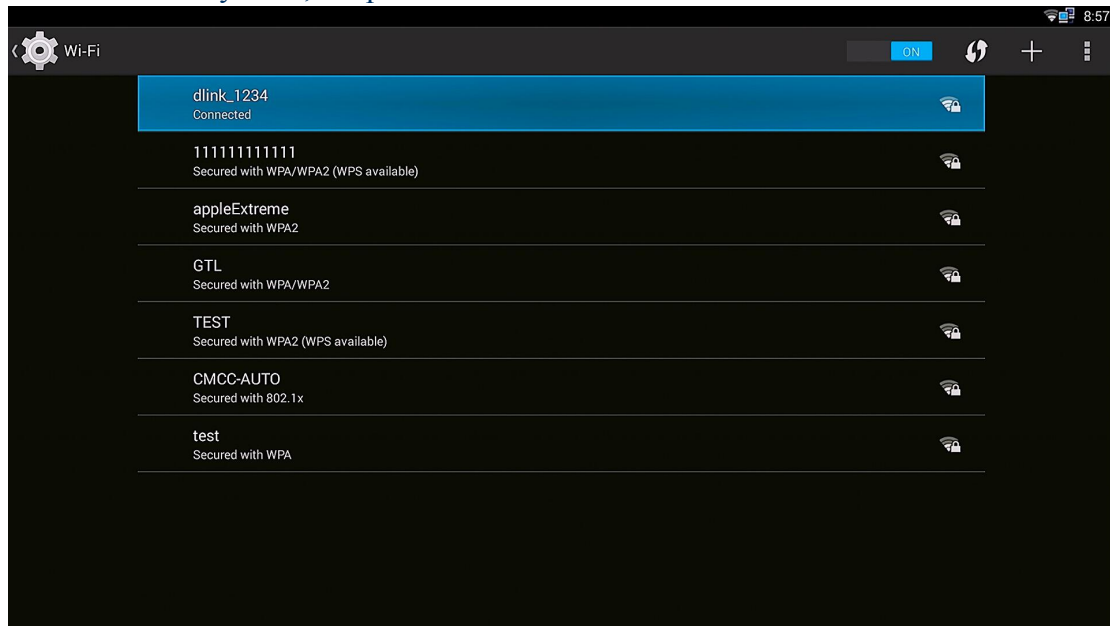 8:57
Wi-Fi
ON
dlink_1234
Connected
111111111111
Secured with WPA/WPA2 (WPS available)
appleExtreme
Secured with WPA2
GTL
Secured with WPA/WPA2
TEST
Secured with WPA2 (WPS available)
CMCC-AUTO
Secured with 802.1x
test
Secured with WPA